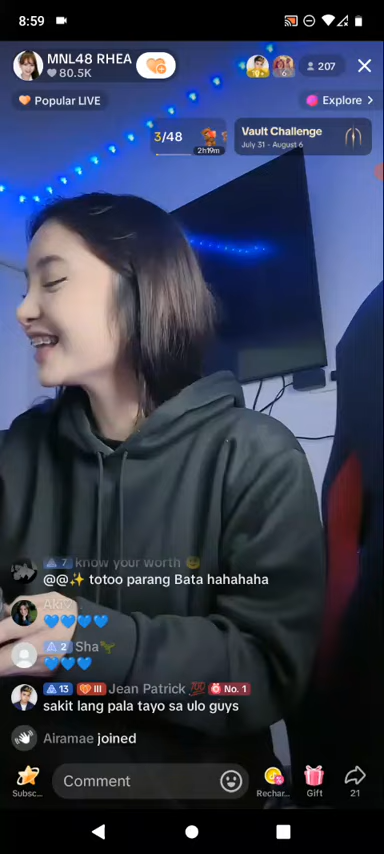 8:59
MNL48 RHEA
80.5K
207
Popular LIVE
Explore >
3/48
2h19m
Vault Challenge
July 31 - August 6
7 know your worth 
@@✨ totoo parang Bata hahahaha
Aki♡
💙💙💙💙
2 Sha🦖
💙💙💙
13 III Jean Patrick 💯 No. 1
sakit lang pala tayo sa ulo guys
Airamae joined
Subsc...
Comment
Rechar...
Gift
21